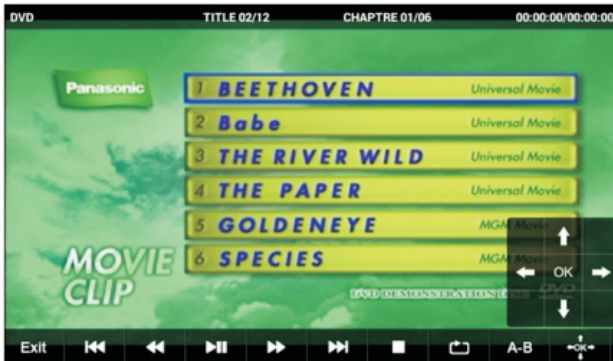 DVD TITLE 02/12 CHAPTRE 01/06 00:00:00/00:00:00
Panasonic
1 BEETHOVEN Universal Movie
2 Babe Universal Movie
3 THE RIVER WILD Universal Movie
4 THE PAPER Universal Movie
5 GOLDENEYE MGM Movie
6 SPECIES MGM Movie
MOVIE
CLIP
OK
DVD DEMONSTRATION DISC DVD
Exit A-B OK